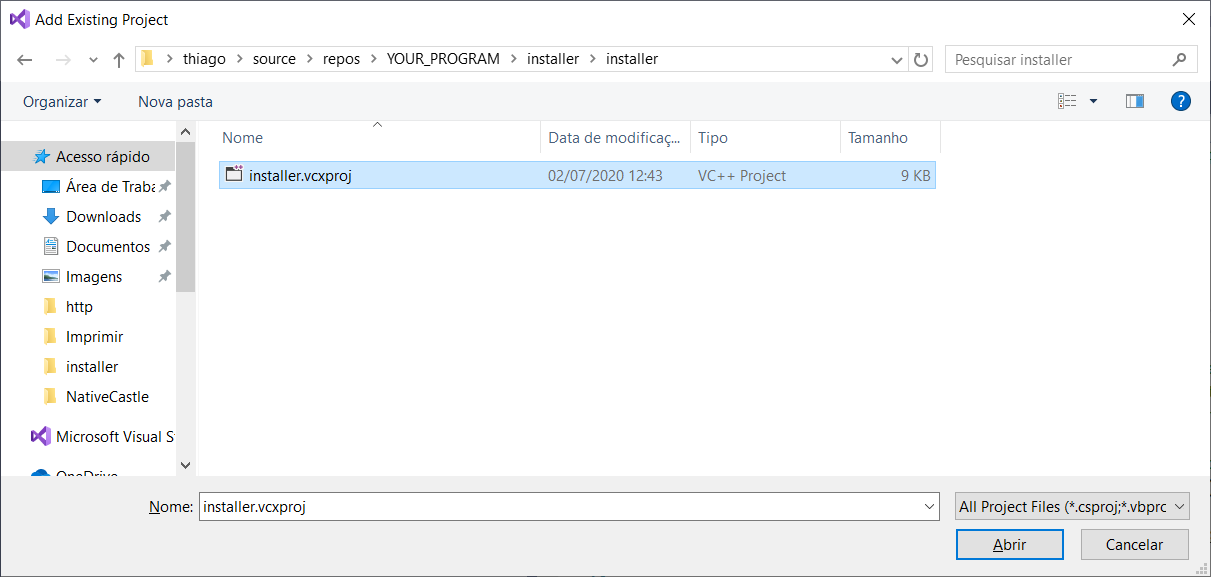 Add Existing Project
thiago > source > repos > YOUR_PROGRAM > installer > installer
Pesquisar installer
Organizar
Nova pasta
?
Nome
Data de modificaç...
Tipo
Tamanho
installer.vcxproj
02/07/2020 12:43
VC++ Project
9 KB
Acesso rápido
Área de Traba
Downloads
Documentos
Imagens
http
Imprimir
installer
NativeCastle
Microsoft Visual S
OneDrive
Nome:
installer.vcxproj
All Project Files (*.csproj;*.vbprc
Abrir
Cancelar